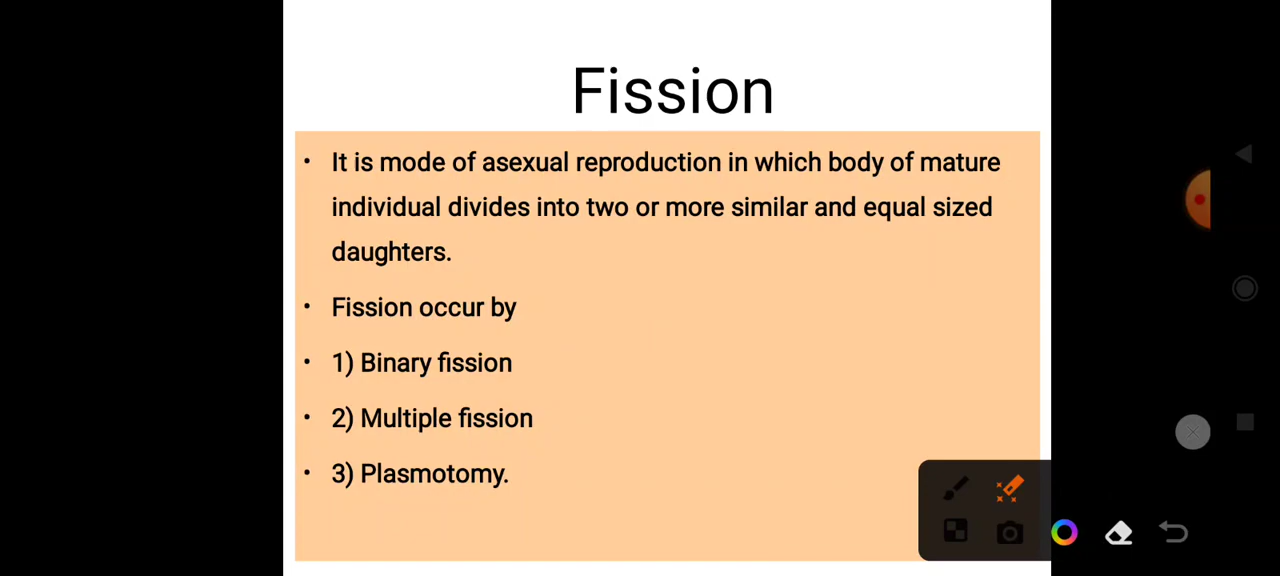 Fission
• It is mode of asexual reproduction in which body of mature
individual divides into two or more similar and equal sized
daughters.
• Fission occur by
• 1) Binary fission
• 2) Multiple fission
• 3) Plasmotomy.